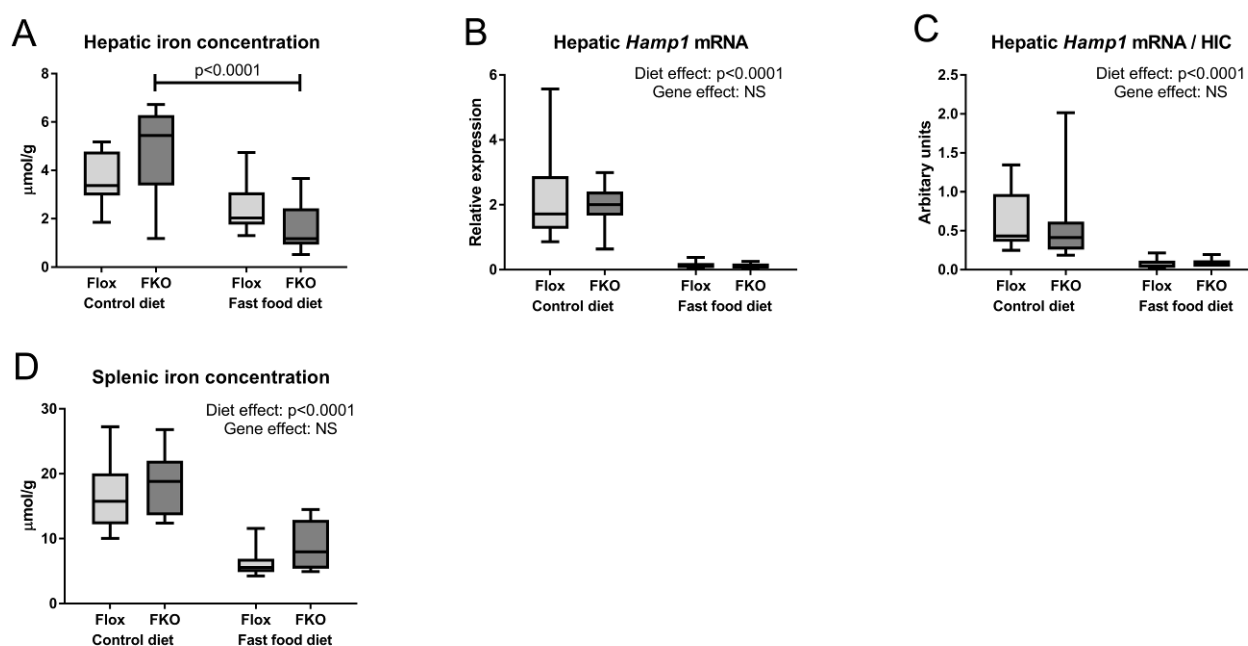 A
Hepatic iron concentration
p<0.0001
8
6
4
2
0
μmol/g
Flox FKO Flox FKO
Control diet Fast food diet
B
Hepatic Hamp1 mRNA
Diet effect: p<0.0001
Gene effect: NS
6
4
2
0
Relative expression
Flox FKO Flox FKO
Control diet Fast food diet
C
Hepatic Hamp1 mRNA / HIC
Diet effect: p<0.0001
Gene effect: NS
2.5
2.0
1.5
1.0
0.5
0.0
Arbitary units
Flox FKO Flox FKO
Control diet Fast food diet
D
Splenic iron concentration
Diet effect: p<0.0001
Gene effect: NS
30
20
10
0
μmol/g
Flox FKO Flox FKO
Control diet Fast food diet